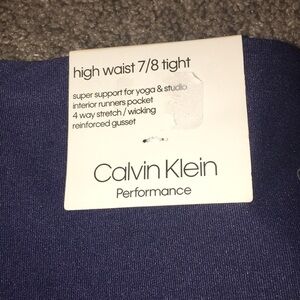 high waist 7/8 tight
super support for yoga & studio
interior runners pocket
4 way stretch / wicking
reinforced gusset
Calvin Klein
Performance